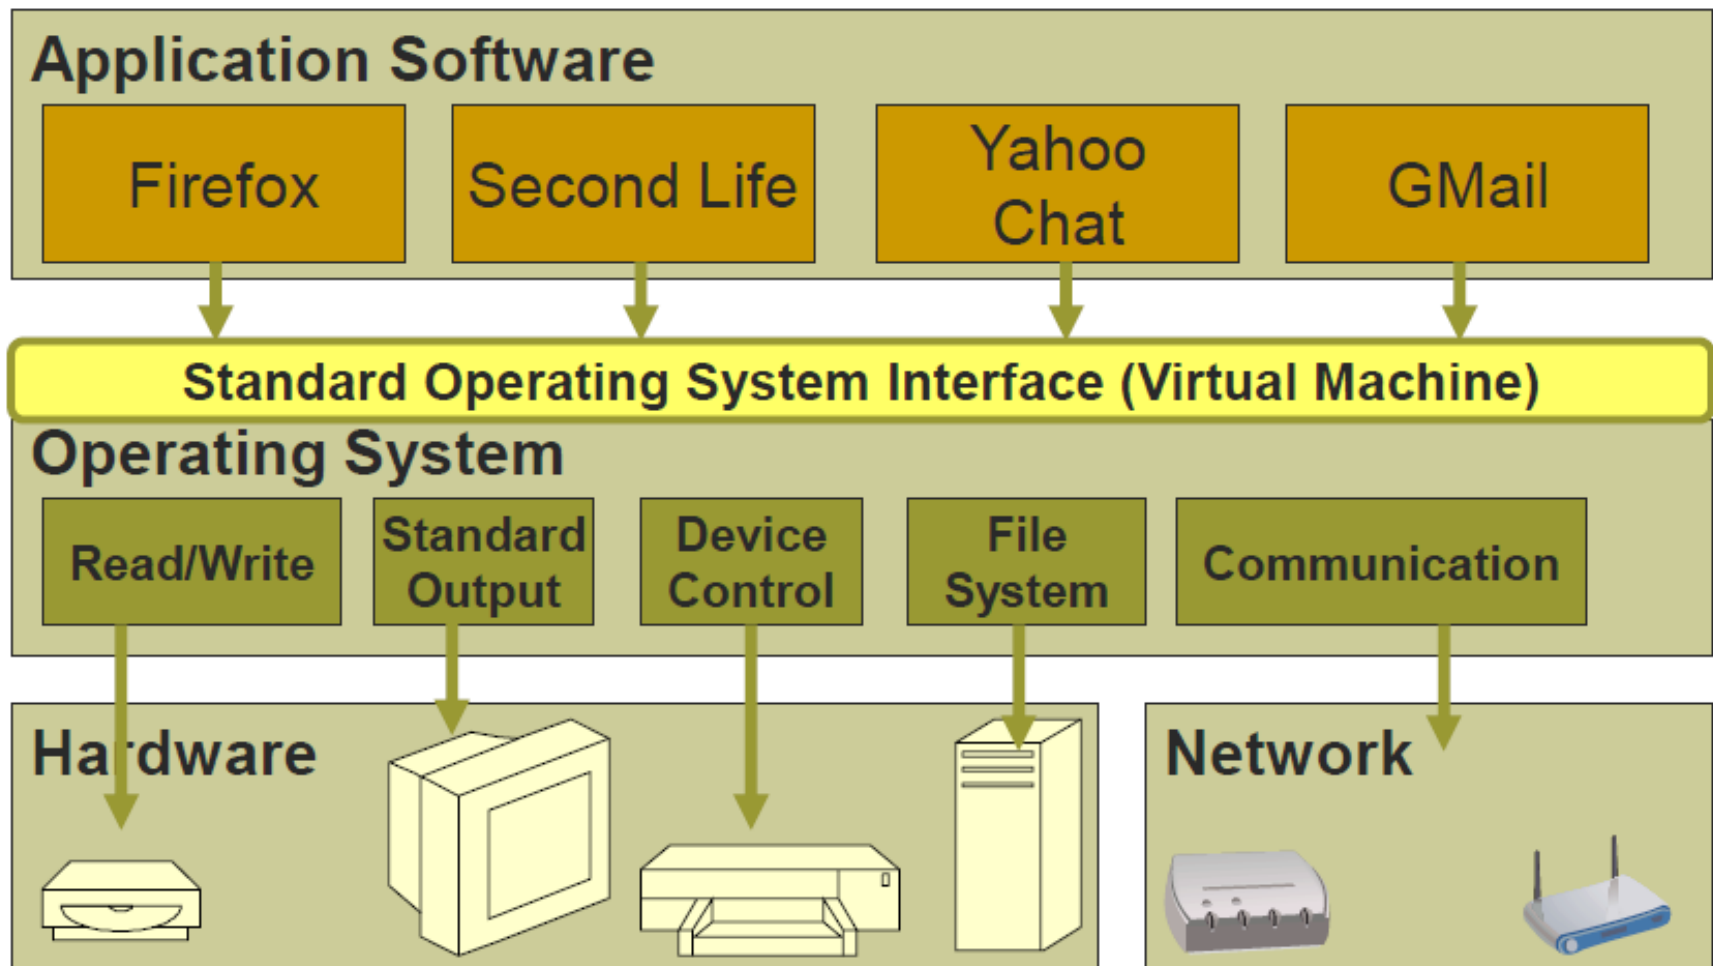 Application Software
Firefox
Second Life
Yahoo
Chat
GMail
Standard Operating System Interface (Virtual Machine)
Operating System
Read/Write
Standard
Output
Device
Control
File
System
Communication
Hardware
Network